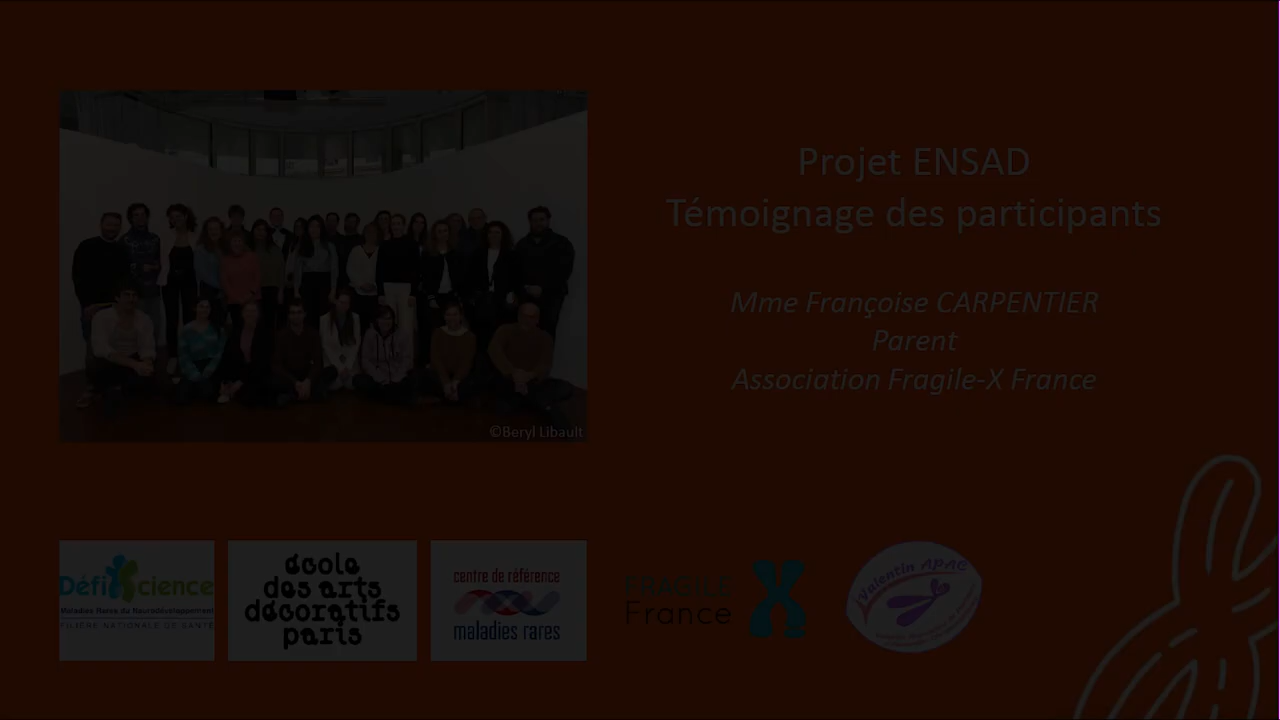 Projet ENSAD
Témoignage des participants
Mme Françoise CARPENTIER
Parent
Association Fragile-X France
©Beryl Libault
DéfiScience
Maladies Rares du Neurodéveloppement
FILIÈRE NATIONALE DE SANTÉ
école
des arts
décoratifs
paris
centre de référence
maladies rares
FRAGILE X
France
Valentin APAC